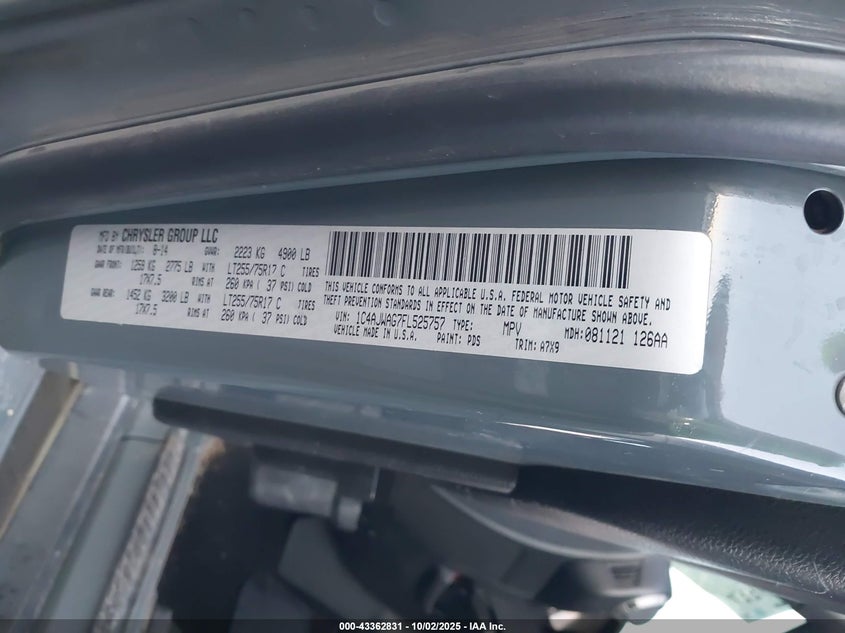 MFD BY CHRYSLER GROUP LLC
DATE OF MFR(BUILT): 8-14 GVWR: 2223 KG 4900 LB
GAWR FRONT: 1259 KG 2775 LB WITH LT255/75R17 C TIRES
17X7.5 RIMS AT 260 KPA ( 37 PSI) COLD
GAWR REAR: 1452 KG 3200 LB WITH LT255/75R17 C TIRES
17X7.5 RIMS AT 260 KPA ( 37 PSI) COLD
THIS VEHICLE CONFORMS TO ALL APPLICABLE U.S.A. FEDERAL MOTOR VEHICLE SAFETY AND
THEFT PREVENTION STANDARDS IN EFFECT ON THE DATE OF MANUFACTURE SHOWN ABOVE.
VIN: 1C4AJWAG7FL525757 TYPE: MPV MDH:081121 126AA
VEHICLE MADE IN U.S.A. PAINT: PDS TRIM: A7X9
000-43362831 - 10/02/2025 - IAA Inc.